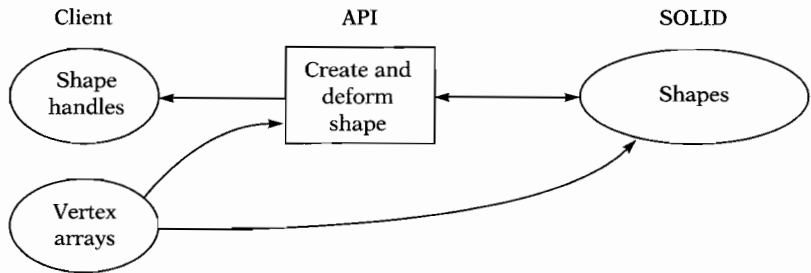 Client
API
SOLID
Shape
handles
Create and
deform
shape
Shapes
Vertex
arrays